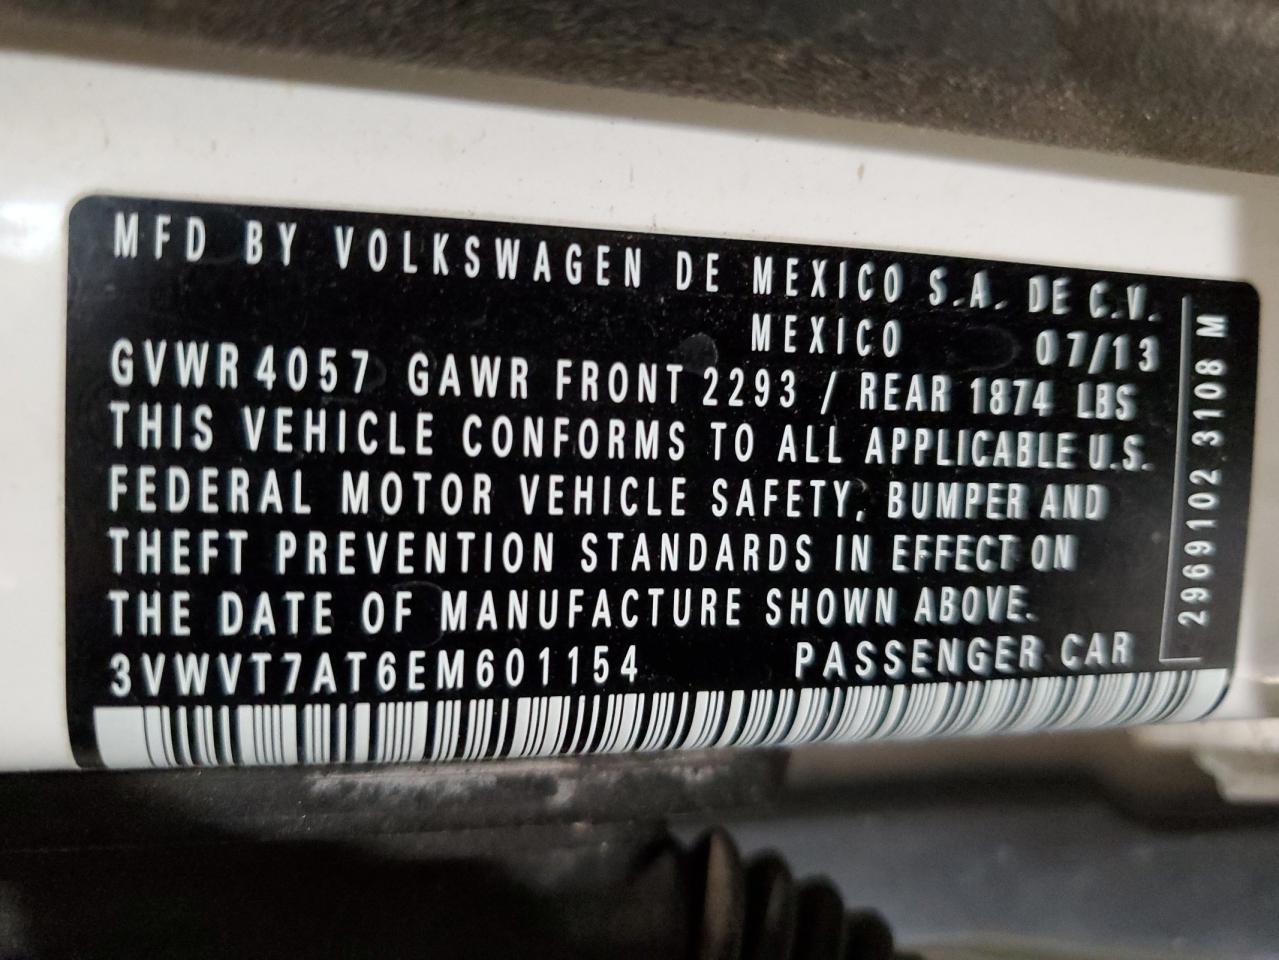 MFD BY VOLKSWAGEN DE MEXICO S.A. DE C.V.
MEXICO 07/13
GVWR 4057 GAWR FRONT 2293 / REAR 1874 LBS
THIS VEHICLE CONFORMS TO ALL APPLICABLE U.S.
FEDERAL MOTOR VEHICLE SAFETY, BUMPER AND
THEFT PREVENTION STANDARDS IN EFFECT ON
THE DATE OF MANUFACTURE SHOWN ABOVE.
3VWVT7AT6EM601154 PASSENGER CAR
2969102 3108 M